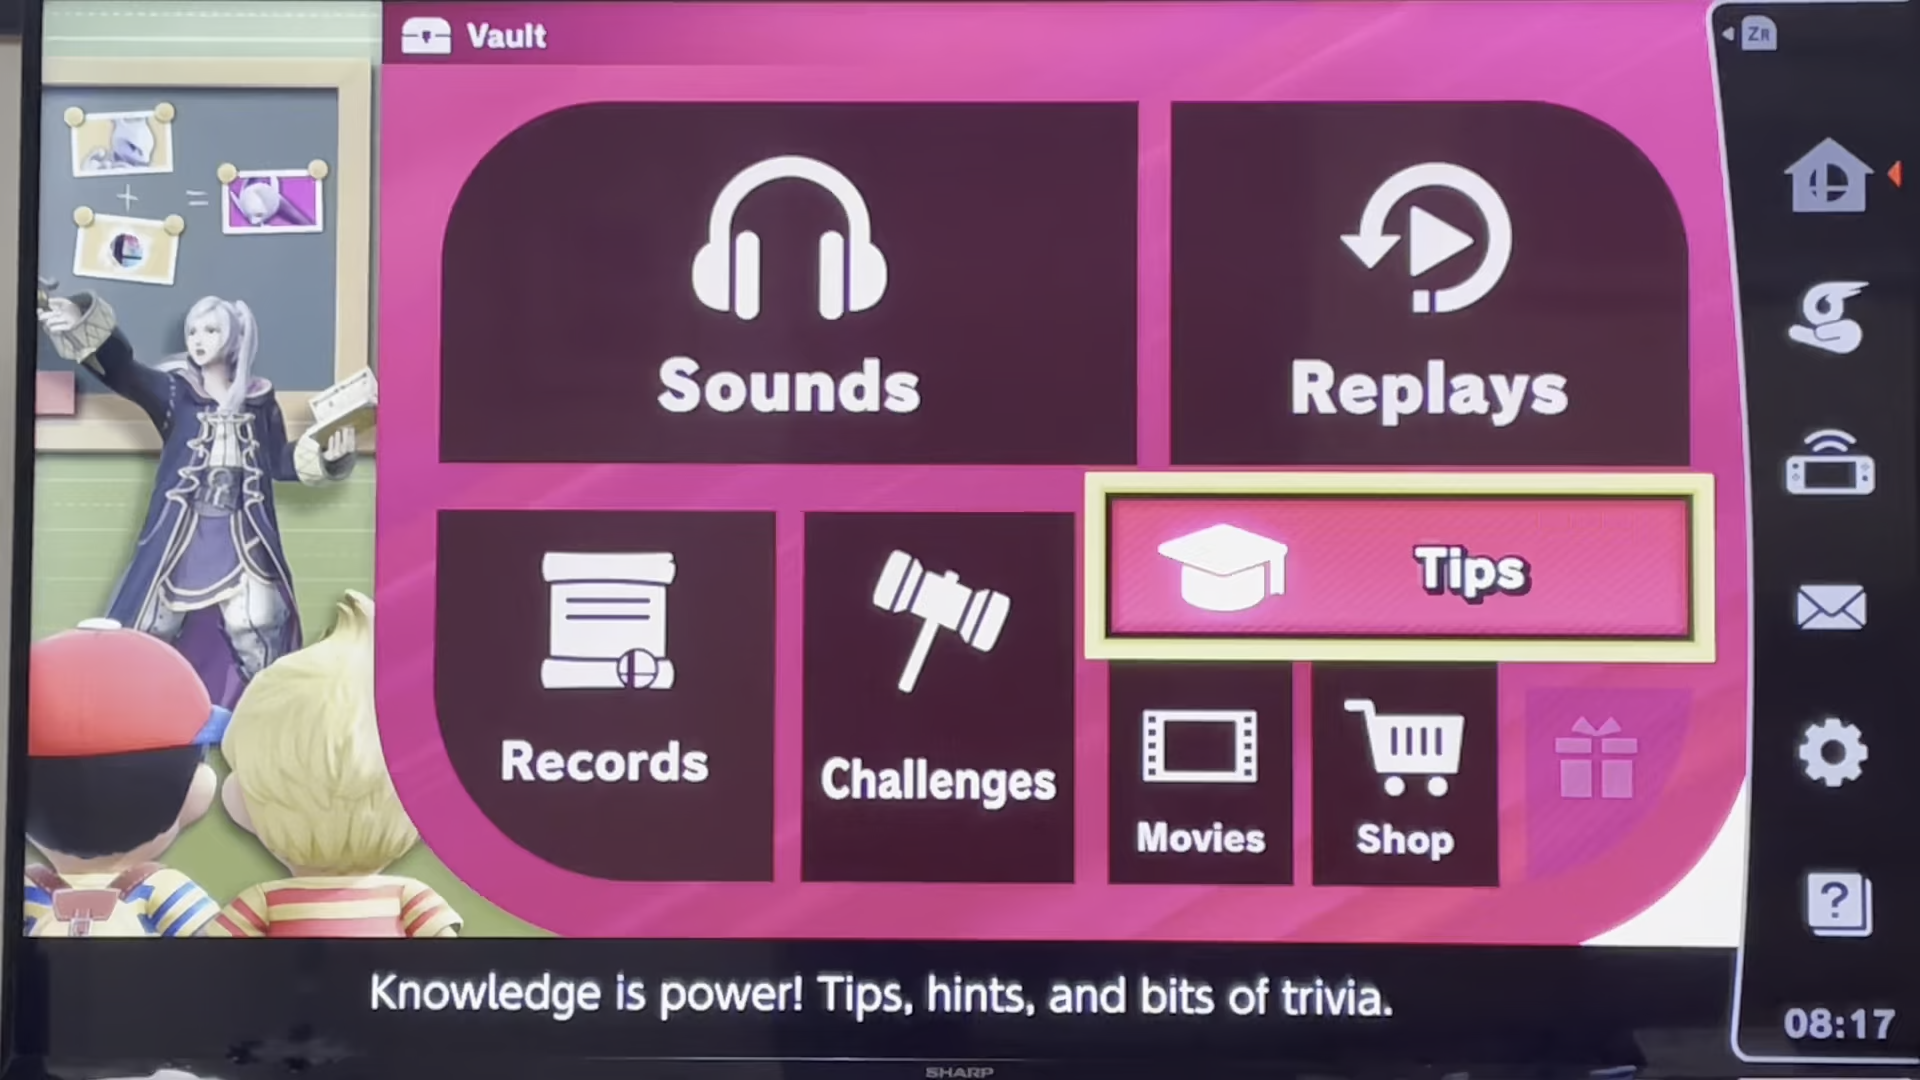 Vault
ZR
Sounds
Replays
Tips
Records
Challenges
Movies
Shop
?
Knowledge is power! Tips, hints, and bits of trivia.
08:17
SHARP